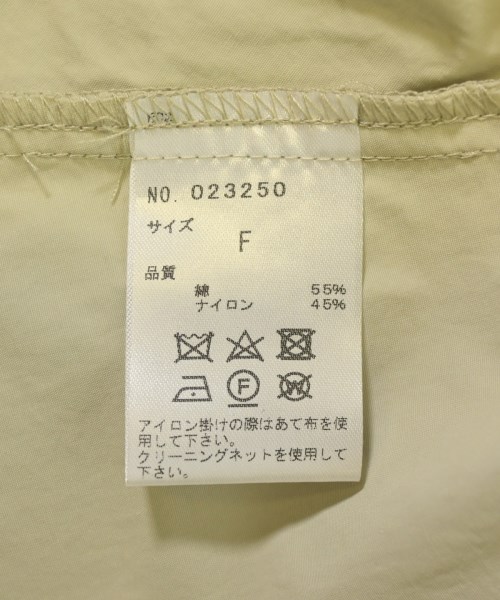 NO. 023250
サイズ
F
品質
綿 55%
ナイロン 45%
F W
アイロン掛けの際はあて布を使
用して下さい。
クリーニングネットを使用して
下さい。